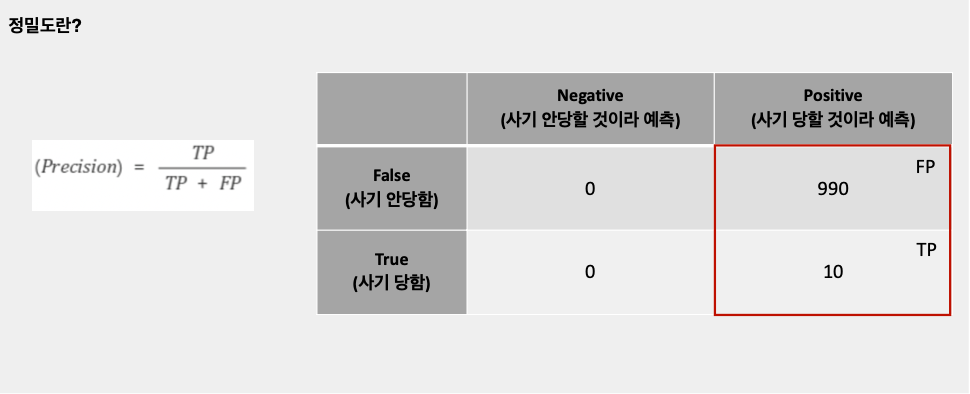 정밀도란?
(Precision) = TP / TP + FP
Negative
(사기 안당할 것이라 예측)
Positive
(사기 당할 것이라 예측)
False
(사기 안당함)
0
990
FP
True
(사기 당함)
0
10
TP